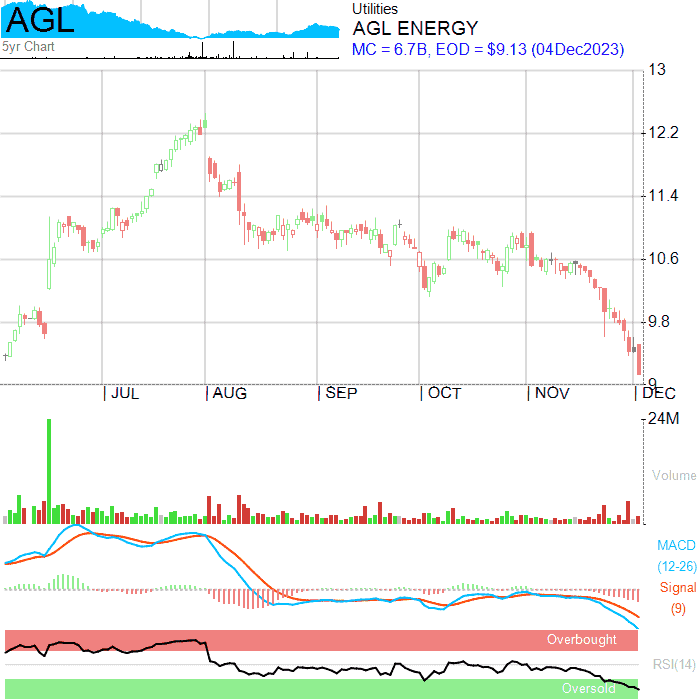 AGL
5yr Chart
Utilities
AGL ENERGY
MC = 6.7B, EOD = $9.13 (04Dec2023)
13
12.2
11.4
10.6
9.8
9
JUL AUG SEP OCT NOV DEC
24M
Volume
MACD
(12-26)
Signal
(9)
Overbought
RSI(14)
Oversold